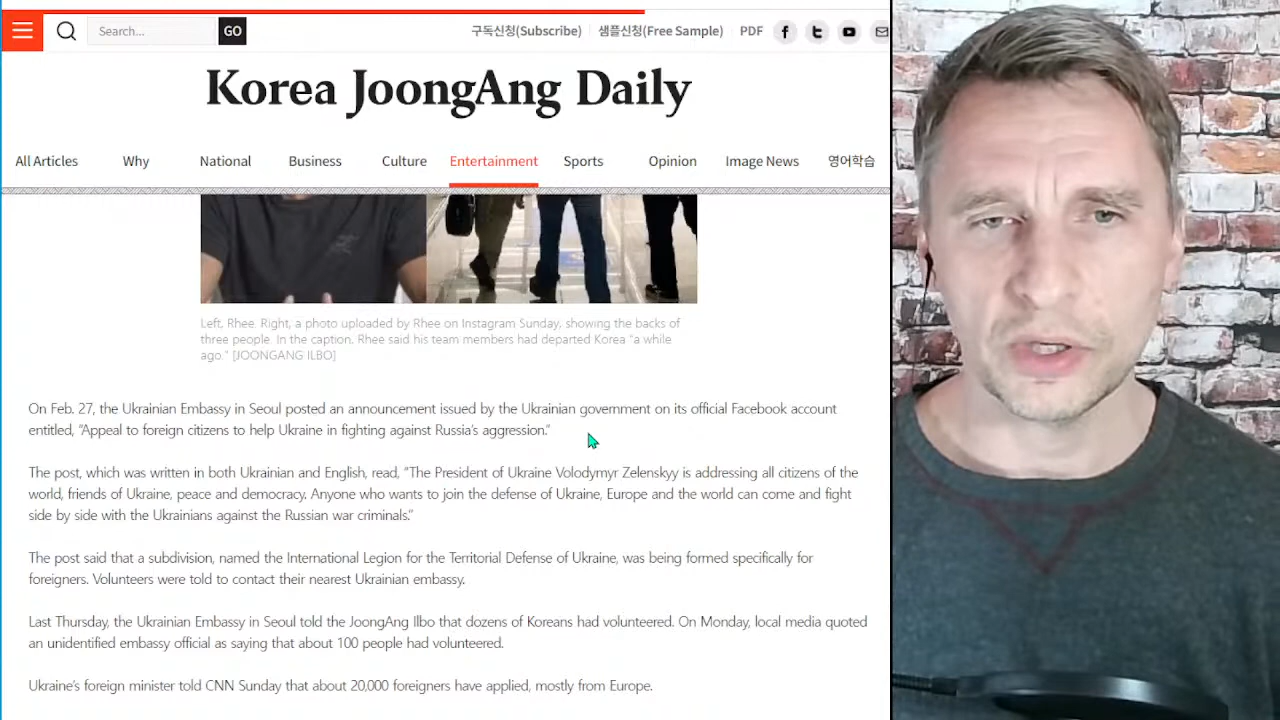 Search...
GO
구독신청(Subscribe)
샘플신청(Free Sample)
PDF
Korea JoongAng Daily
All Articles
Why
National
Business
Culture
Entertainment
Sports
Opinion
Image News
영어학습
Left, Rhee. Right, a photo uploaded by Rhee on Instagram Sunday, showing the backs of
three people. In the caption, Rhee said his team members had departed Korea “a while
ago.” [JOONGANG ILBO]
On Feb. 27, the Ukrainian Embassy in Seoul posted an announcement issued by the Ukrainian government on its official Facebook account
entitled, “Appeal to foreign citizens to help Ukraine in fighting against Russia’s aggression.”
The post, which was written in both Ukrainian and English, read, “The President of Ukraine Volodymyr Zelenskyy is addressing all citizens of the
world, friends of Ukraine, peace and democracy. Anyone who wants to join the defense of Ukraine, Europe and the world can come and fight
side by side with the Ukrainians against the Russian war criminals.”
The post said that a subdivision, named the International Legion for the Territorial Defense of Ukraine, was being formed specifically for
foreigners. Volunteers were told to contact their nearest Ukrainian embassy.
Last Thursday, the Ukrainian Embassy in Seoul told the JoongAng Ilbo that dozens of Koreans had volunteered. On Monday, local media quoted
an unidentified embassy official as saying that about 100 people had volunteered.
Ukraine’s foreign minister told CNN Sunday that about 20,000 foreigners have applied, mostly from Europe.